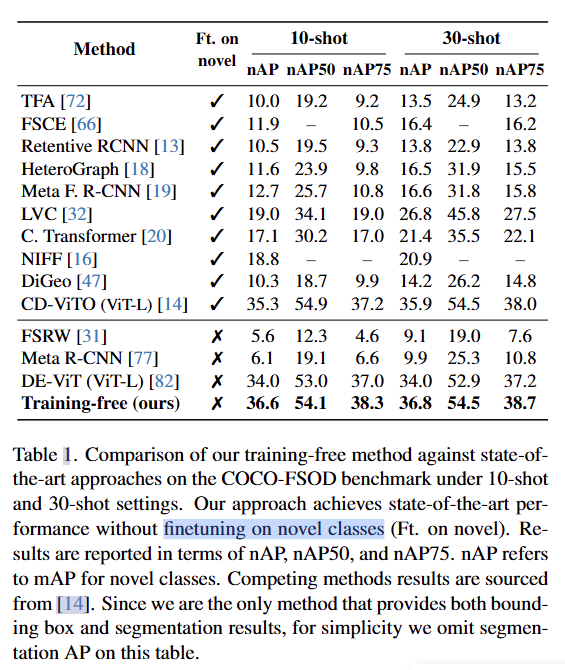 Method Ft. on novel 10-shot 30-shot
nAP nAP50 nAP75 nAP nAP50 nAP75
TFA [72] ✓ 10.0 19.2 9.2 13.5 24.9 13.2
FSCE [66] ✓ 11.9 – 10.5 16.4 – 16.2
Retentive RCNN [13] ✓ 10.5 19.5 9.3 13.8 22.9 13.8
HeteroGraph [18] ✓ 11.6 23.9 9.8 16.5 31.9 15.5
Meta F. R-CNN [19] ✓ 12.7 25.7 10.8 16.6 31.8 15.8
LVC [32] ✓ 19.0 34.1 19.0 26.8 45.8 27.5
C. Transformer [20] ✓ 17.1 30.2 17.0 21.4 35.5 22.1
NIFF [16] ✓ 18.8 – – 20.9 – –
DiGeo [47] ✓ 10.3 18.7 9.9 14.2 26.2 14.8
CD-ViTO (ViT-L) [14] ✓ 35.3 54.9 37.2 35.9 54.5 38.0
FSRW [31] ✗ 5.6 12.3 4.6 9.1 19.0 7.6
Meta R-CNN [77] ✗ 6.1 19.1 6.6 9.9 25.3 10.8
DE-ViT (ViT-L) [82] ✗ 34.0 53.0 37.0 34.0 52.9 37.2
Training-free (ours) ✗ 36.6 54.1 38.3 36.8 54.5 38.7
Table 1. Comparison of our training-free method against state-of-
the-art approaches on the COCO-FSOD benchmark under 10-shot
and 30-shot settings. Our approach achieves state-of-the-art per-
formance without finetuning on novel classes (Ft. on novel). Re-
sults are reported in terms of nAP, nAP50, and nAP75. nAP refers
to mAP for novel classes. Competing methods results are sourced
from [14]. Since we are the only method that provides both bound-
ing box and segmentation results, for simplicity we omit segmen-
tation AP on this table.